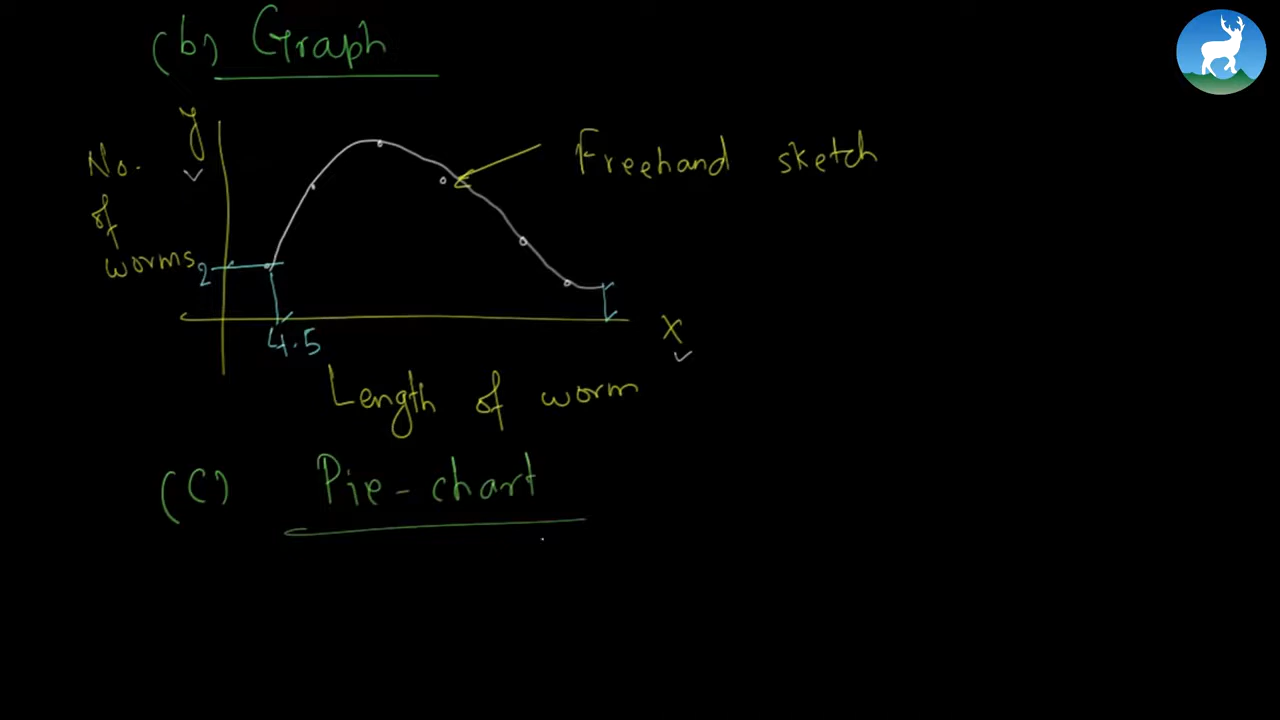 (b) Graph
y
No.
of
worms
2
Freehand sketch
4.5
X
Length of worm
(C) Pie-chart